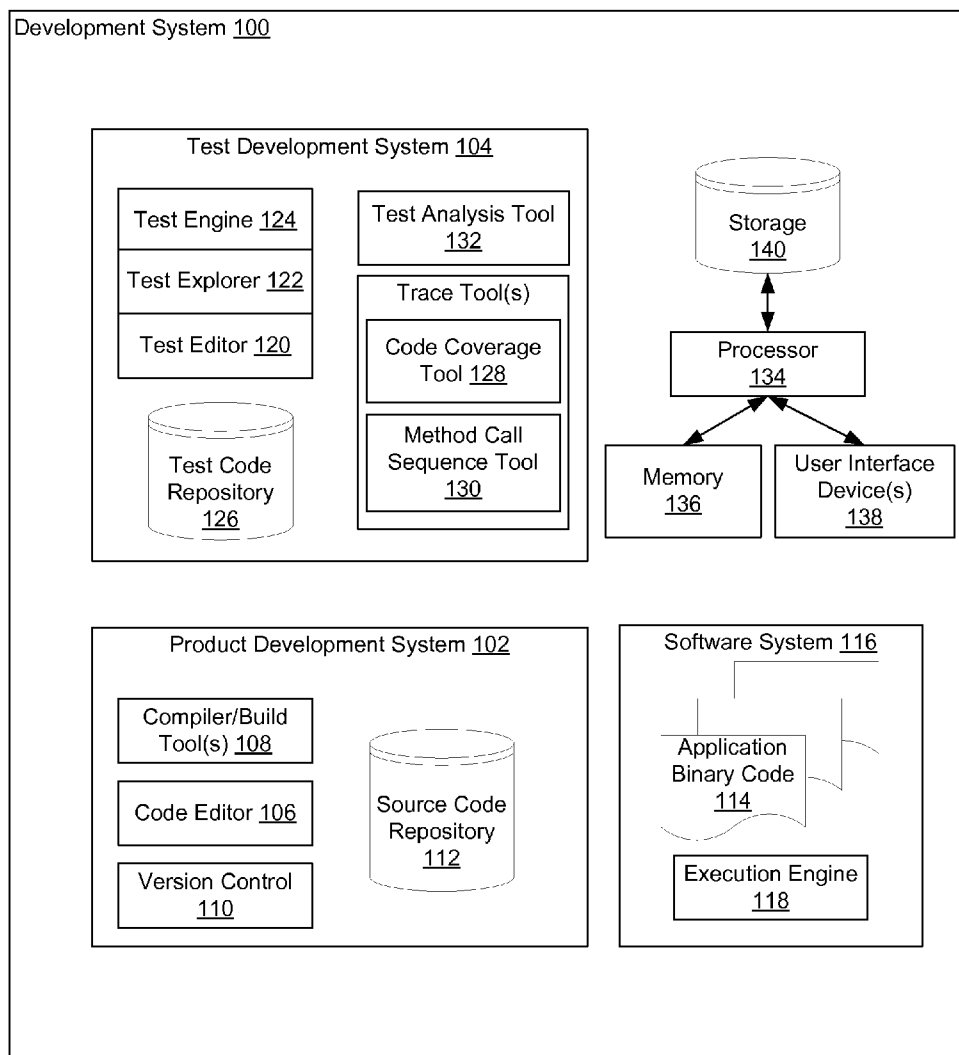 Development System 100
Test Development System 104
Test Engine 124
Test Explorer 122
Test Editor 120
Test Code
Repository
126
Test Analysis Tool
132
Trace Tool(s)
Code Coverage
Tool 128
Method Call
Sequence Tool
130
Storage
140
Processor
134
Memory
136
User Interface
Device(s)
138
Product Development System 102
Compiler/Build
Tool(s) 108
Code Editor 106
Version Control
110
Source Code
Repository
112
Software System 116
Application
Binary Code
114
Execution Engine
118